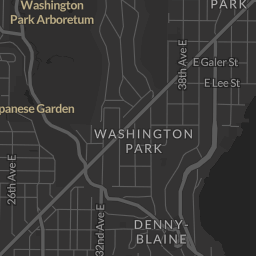 Washington
Park Arboretum
PARK
38th Ave E
E Galer St
E Lee St
panese Garden
WASHINGTON
PARK
26th Ave E
32nd Ave E
DENNY-
BLAINE